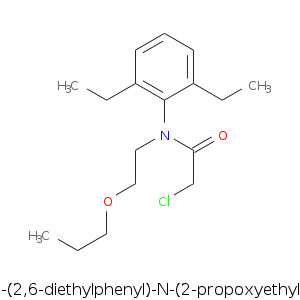 H₃C
CH₃
N
O
O
Cl
H₃C
-(2,6-diethylphenyl)-N-(2-propoxyethyl